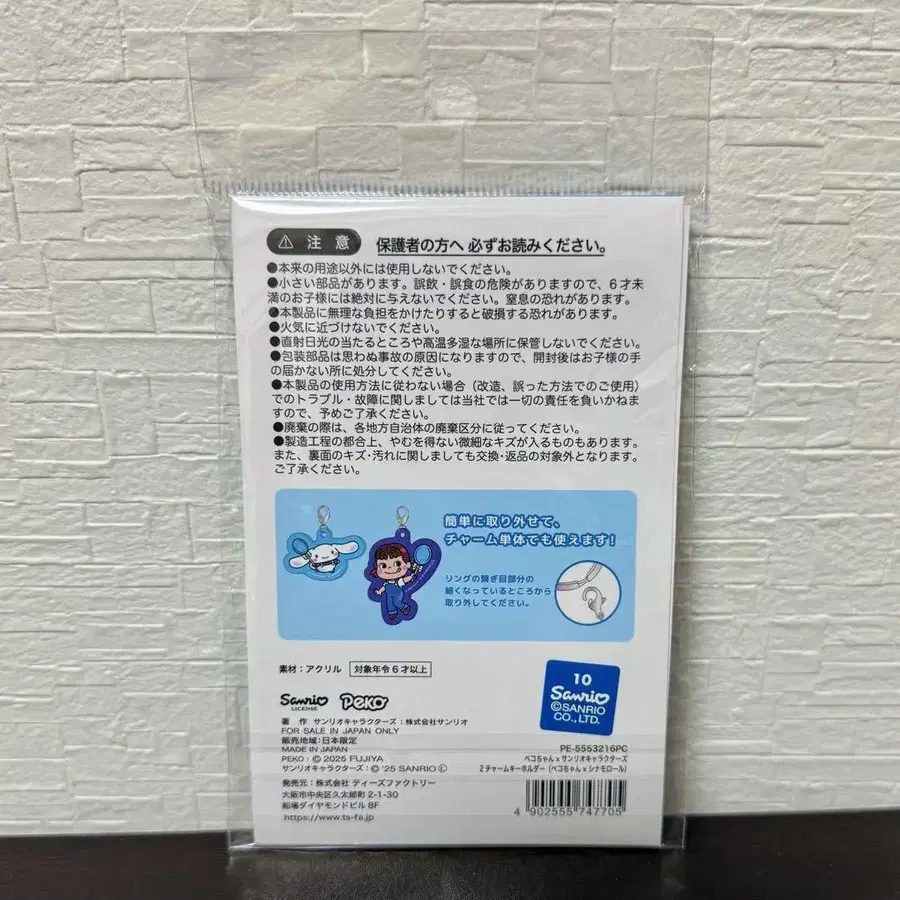 ⚠ 注意 保護者の方へ 必ずお読みください。
●本来の用途以外には使用しないでください。
●小さい部品があります。誤飲・誤食の危険がありますので、6才未
満のお子様には絶対に与えないでください。窒息の恐れがあります。
●本製品に無理な負担をかけたりすると破損する恐れがあります。
●火気に近づけないでください。
●直射日光の当たるところや高温多湿な場所に保管しないでください。
●包装部品は思わぬ事故の原因になりますので、開封後はお子様の手
の届かない所に処分してください。
●本製品の使用方法に従わない場合（改造、誤った方法でのご使用）
でのトラブル・故障に関しましては当社では一切の責任を負いかねま
すので、予めご了承ください。
●廃棄の際は、各地方自治体の廃棄区分に従ってください。
●製造工程の都合上、やむを得ない微細なキズが入るものもあります。
また、裏面のキズ・汚れに関しましても交換・返品の対象外となります。
ご了承ください。
簡単に取り外せて、
チャーム単体でも使えます!
リングの繋ぎ目部分の
細くなっているところから
取り外してください。
素材：アクリル 対象年令6才以上
Sanrio
LICENSE
Peko
10
Sanrio
©SANRIO
CO.,LTD.
著 作 サンリオキャラクターズ：株式会社サンリオ
FOR SALE IN JAPAN ONLY
販売地域：日本限定
MADE IN JAPAN
PEKO：© 2025 FUJIYA
サンリオキャラクターズ：© '25 SANRIO Ⓛ
発売元：株式会社 ティーズファクトリー
大阪市中央区久太郎町 2-1-30
船場ダイヤモンドビル 8F
https://www.ts-fa.jp
PE-5553216PC
ペコちゃん x サンリオキャラクターズ
2チャームキーホルダー（ペコちゃん x シナモロール）
4 902555 747705